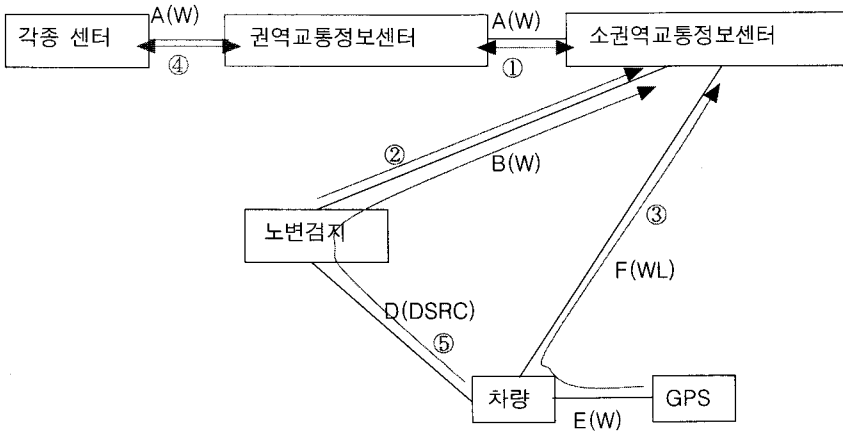 A(W)
A(W)
각종 센터
권역교통정보센터
소권역교통정보센터
④
①
②
B(W)
③
노변검지
F(WL)
D(DSRC)
⑤
차량
GPS
E(W)